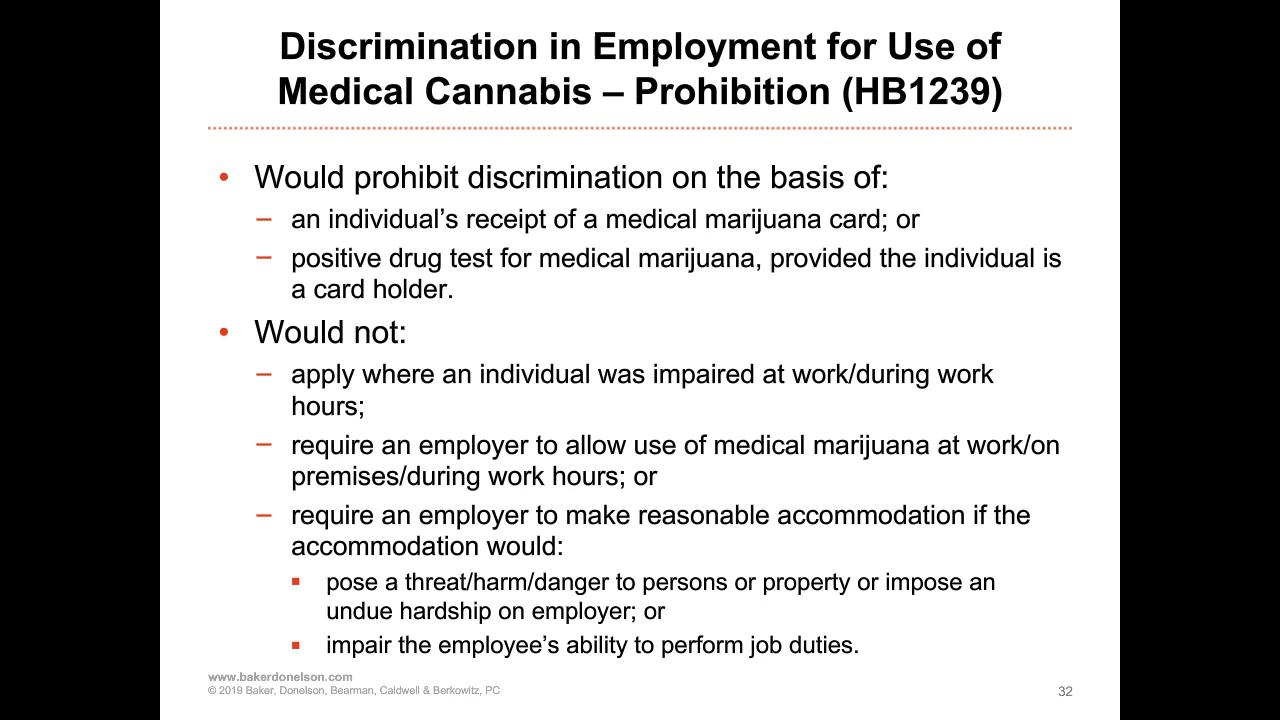 Discrimination in Employment for Use of
Medical Cannabis – Prohibition (HB1239)
• Would prohibit discrimination on the basis of:
– an individual’s receipt of a medical marijuana card; or
– positive drug test for medical marijuana, provided the individual is
a card holder.
• Would not:
– apply where an individual was impaired at work/during work
hours;
– require an employer to allow use of medical marijuana at work/on
premises/during work hours; or
– require an employer to make reasonable accommodation if the
accommodation would:
▪ pose a threat/harm/danger to persons or property or impose an
undue hardship on employer; or
▪ impair the employee’s ability to perform job duties.
www.bakerdonelson.com
© 2019 Baker, Donelson, Bearman, Caldwell & Berkowitz, PC
32